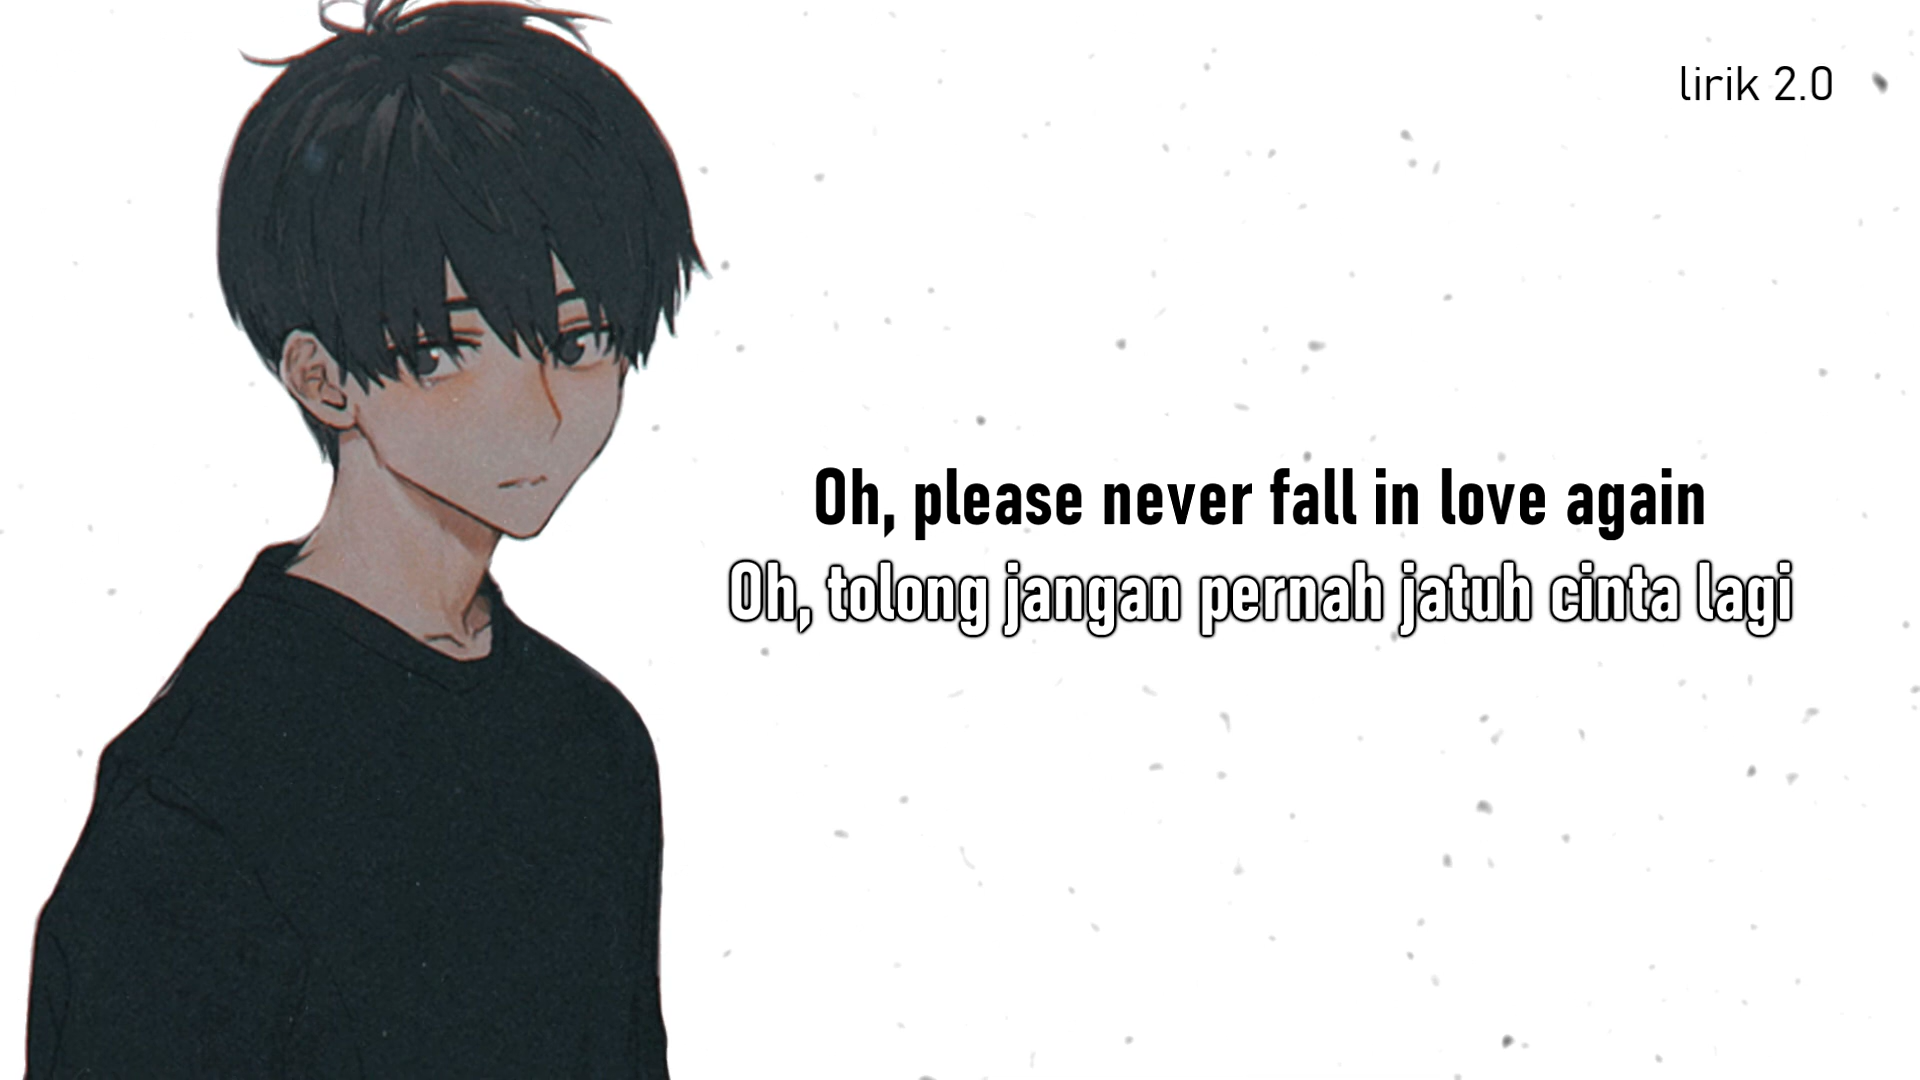 lirik 2.0
Oh, please never fall in love again
Oh, tolong jangan pernah jatuh cinta lagi